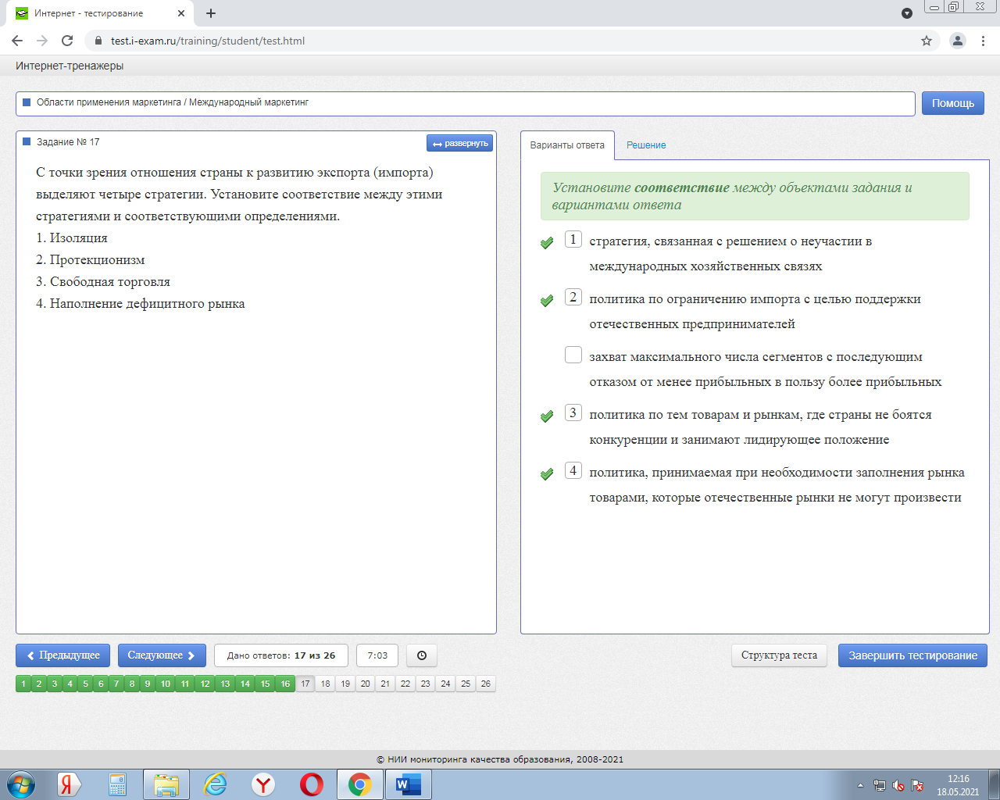 Интернет - тестирование
test.i-exam.ru/training/student/test.html
Интернет-тренажеры
Области применения маркетинга / Международный маркетинг
Помощь
Задание № 17
развернуть
С точки зрения отношения страны к развитию экспорта (импорта)
выделяют четыре стратегии. Установите соответствие между этими
стратегиями и соответствующими определениями.
1. Изоляция
2. Протекционизм
3. Свободная торговля
4. Наполнение дефицитного рынка
Варианты ответа
Решение
Установите соответствие между объектами задания и
вариантами ответа
1 стратегия, связанная с решением о неучастии в
международных хозяйственных связях
2 политика по ограничению импорта с целью поддержки
отечественных предпринимателей
захват максимального числа сегментов с последующим
отказом от менее прибыльных в пользу более прибыльных
3 политика по тем товарам и рынкам, где страны не боятся
конкуренции и занимают лидирующее положение
4 политика, принимаемая при необходимости заполнения рынка
товарами, которые отечественные рынки не могут произвести
Предыдущее
Следующее
Дано ответов: 17 из 26
7:03
Структура теста
Завершить тестирование
1 2 3 4 5 6 7 8 9 10 11 12 13 14 15 16 17 18 19 20 21 22 23 24 25 26
© НИИ мониторинга качества образования, 2008-2021
12:16
18.05.2021